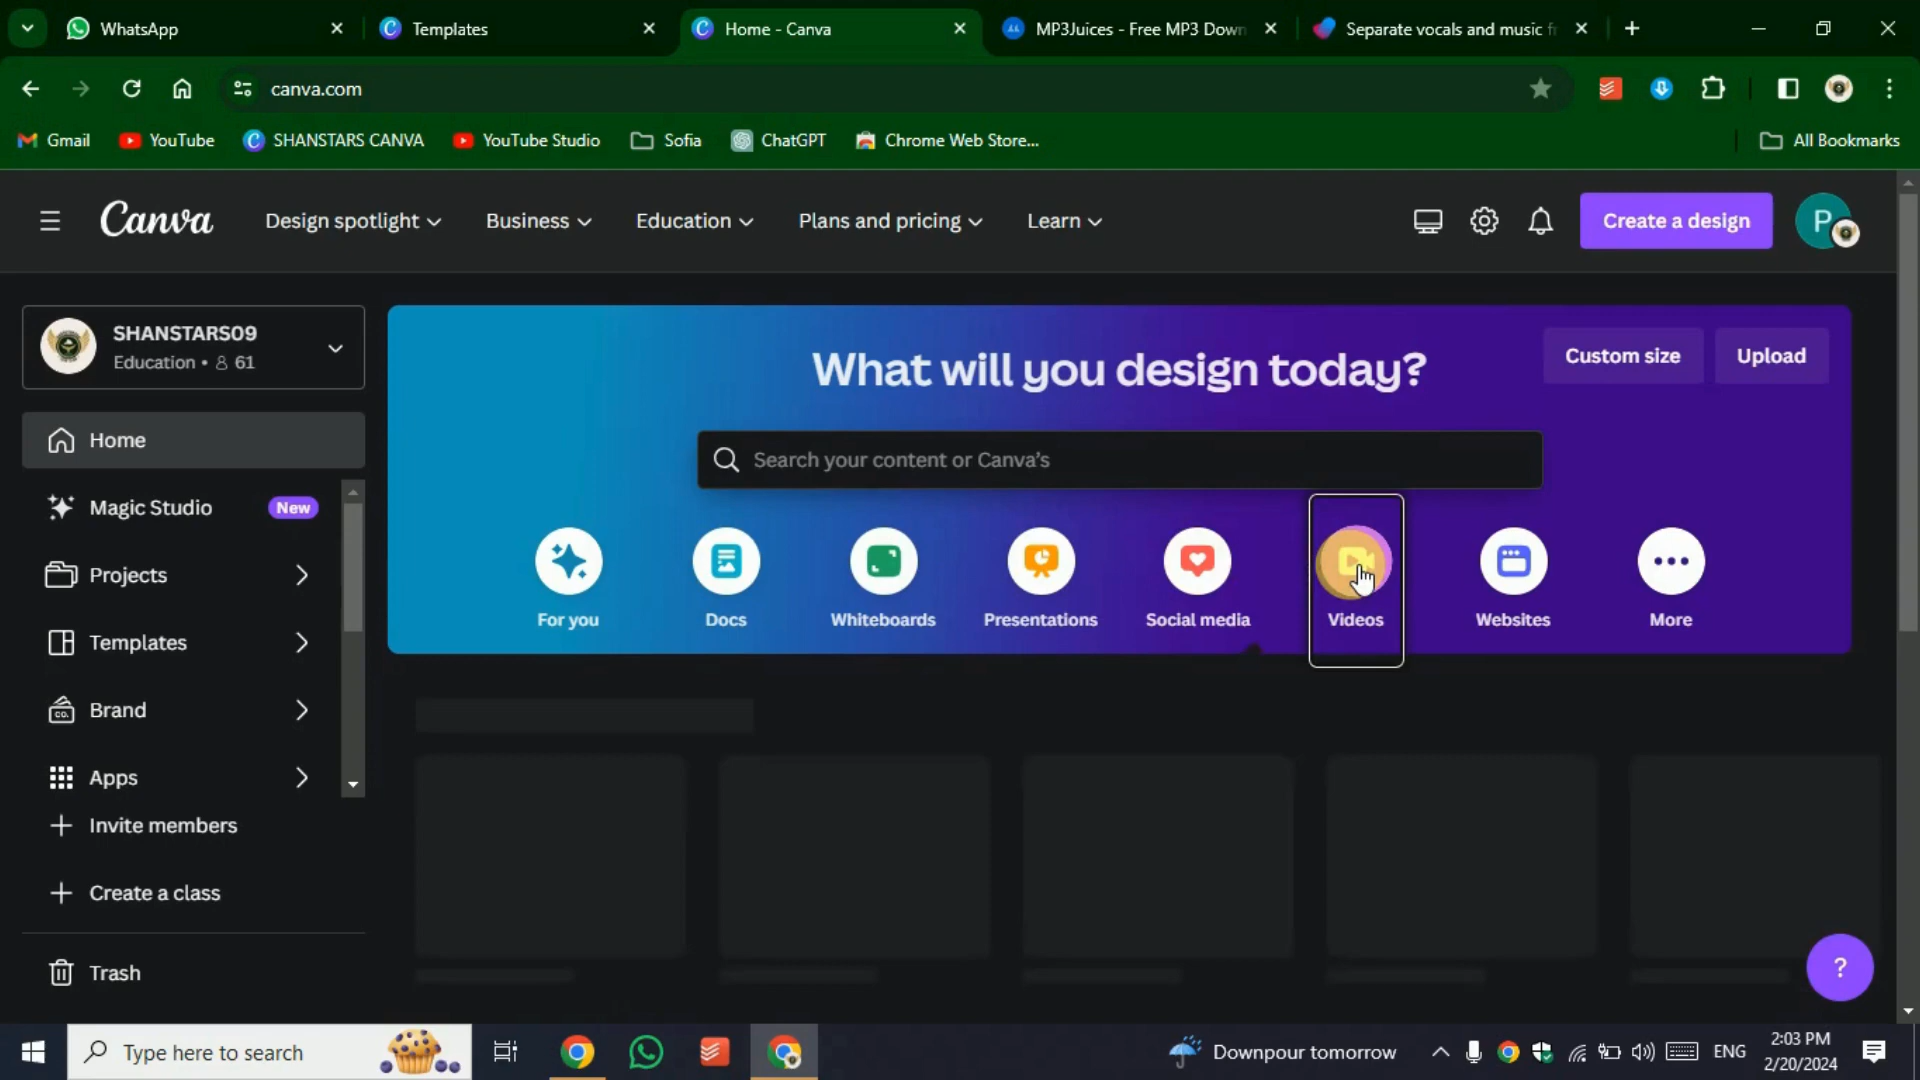 WhatsApp
Templates
Home - Canva
MP3Juices - Free MP3 Down
Separate vocals and music fr
canva.com
Gmail
YouTube
SHANSTARS CANVA
YouTube Studio
Sofia
ChatGPT
Chrome Web Store...
All Bookmarks
Canva
Design spotlight
Business
Education
Plans and pricing
Learn
Create a design
P
SHANSTARS09
Education • 61
What will you design today?
Custom size
Upload
Search your content or Canva's
For you
Docs
Whiteboards
Presentations
Social media
Videos
Websites
More
Home
Magic Studio
New
Projects
Templates
Brand
CO.
Apps
Invite members
Create a class
Trash
?
Type here to search
Downpour tomorrow
ENG
2:03 PM
2/20/2024